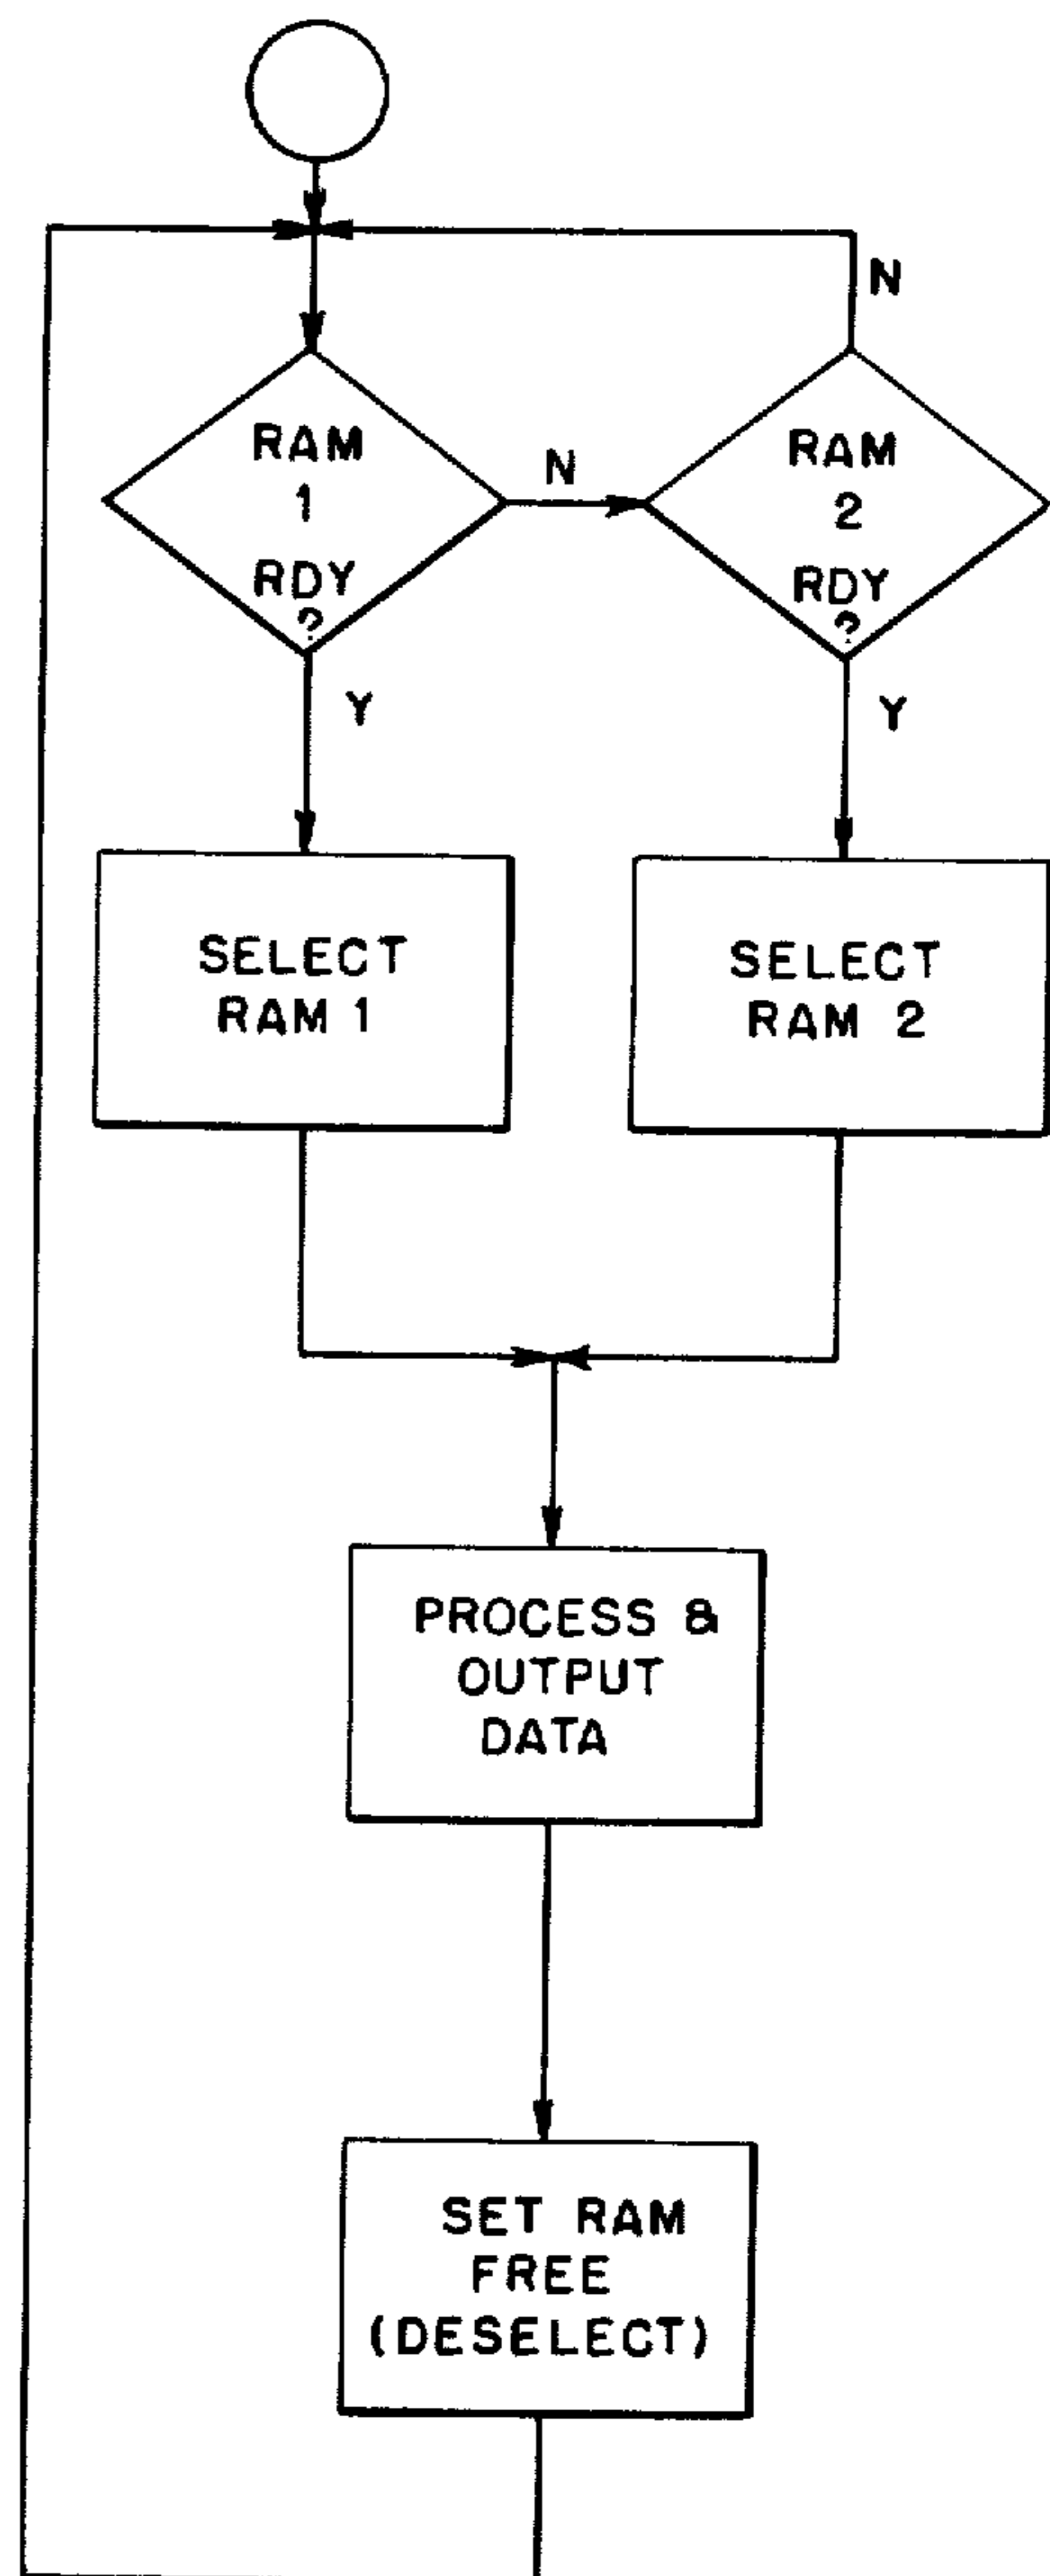 N
RAM
1
RDY
?
N
RAM
2
RDY
?
Y
Y
SELECT
RAM 1
SELECT
RAM 2
PROCESS &
OUTPUT
DATA
SET RAM
FREE
(DESELECT)